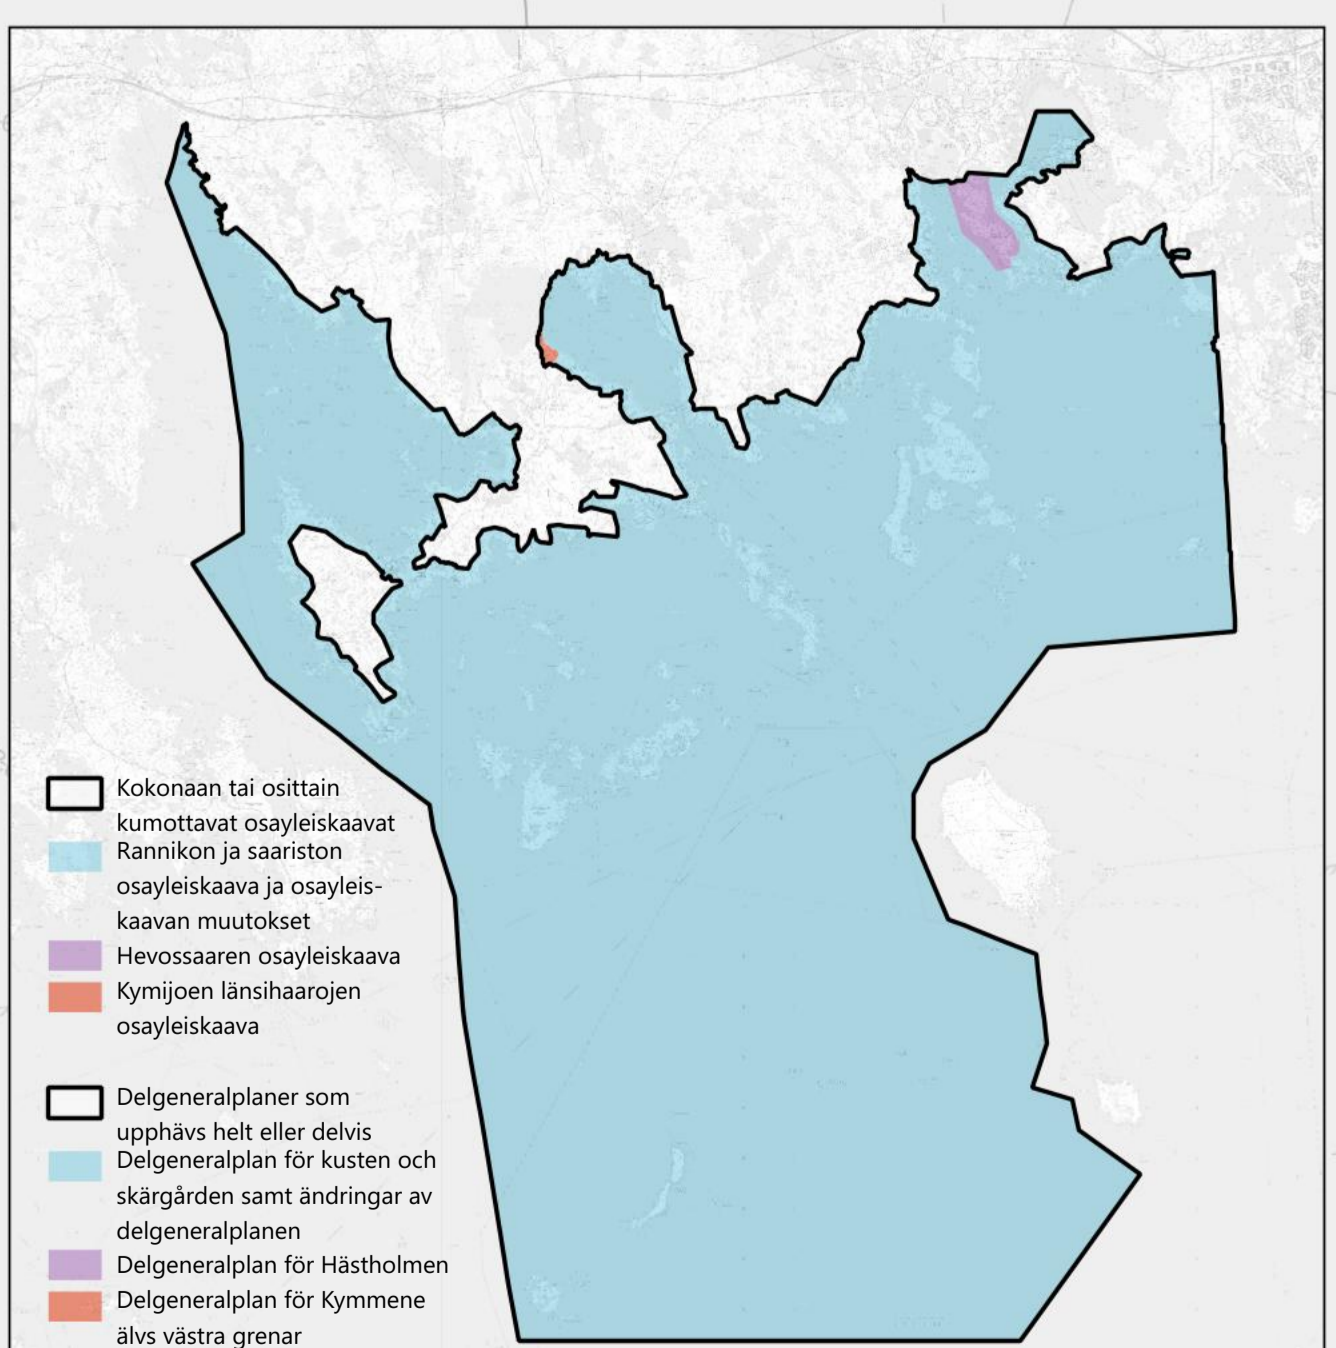 Kokonaan tai osittain
kumottavat osayleiskaavat
Rannikon ja saariston
osayleiskaava ja osayleis-
kaavan muutokset
Hevossaaren osayleiskaava
Kymijoen länsihaarojen
osayleiskaava
Delgeneralplaner som
upphävs helt eller delvis
Delgeneralplan för kusten och
skärgården samt ändringar av
delgeneralplanen
Delgeneralplan för Hästholmen
Delgeneralplan för Kymmene
älvs västra grenar